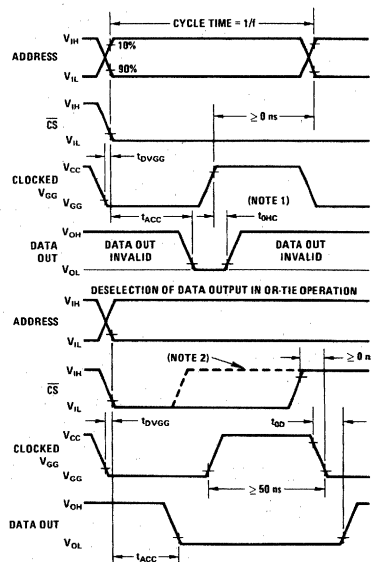 CYCLE TIME = 1/f
VIH
10%
ADDRESS
90%
VIL
VIH
CS
≥ 0 ns
VIL
tDVGG
VCC
CLOCKED
VGG
(NOTE 1)
VGG
tACC
tOHC
VOH
DATA
OUT
DATA OUT
INVALID
DATA OUT
INVALID
VOL
DESELECTION OF DATA OUTPUT IN OR-TIE OPERATION
VIH
ADDRESS
VIL
(NOTE 2)
≥ 0 ns
VIH
CS
VIL
tDVGG
tOD
VCC
CLOCKED
VGG
VGG
≥ 50 ns
VOH
DATA OUT
VOL
tACC